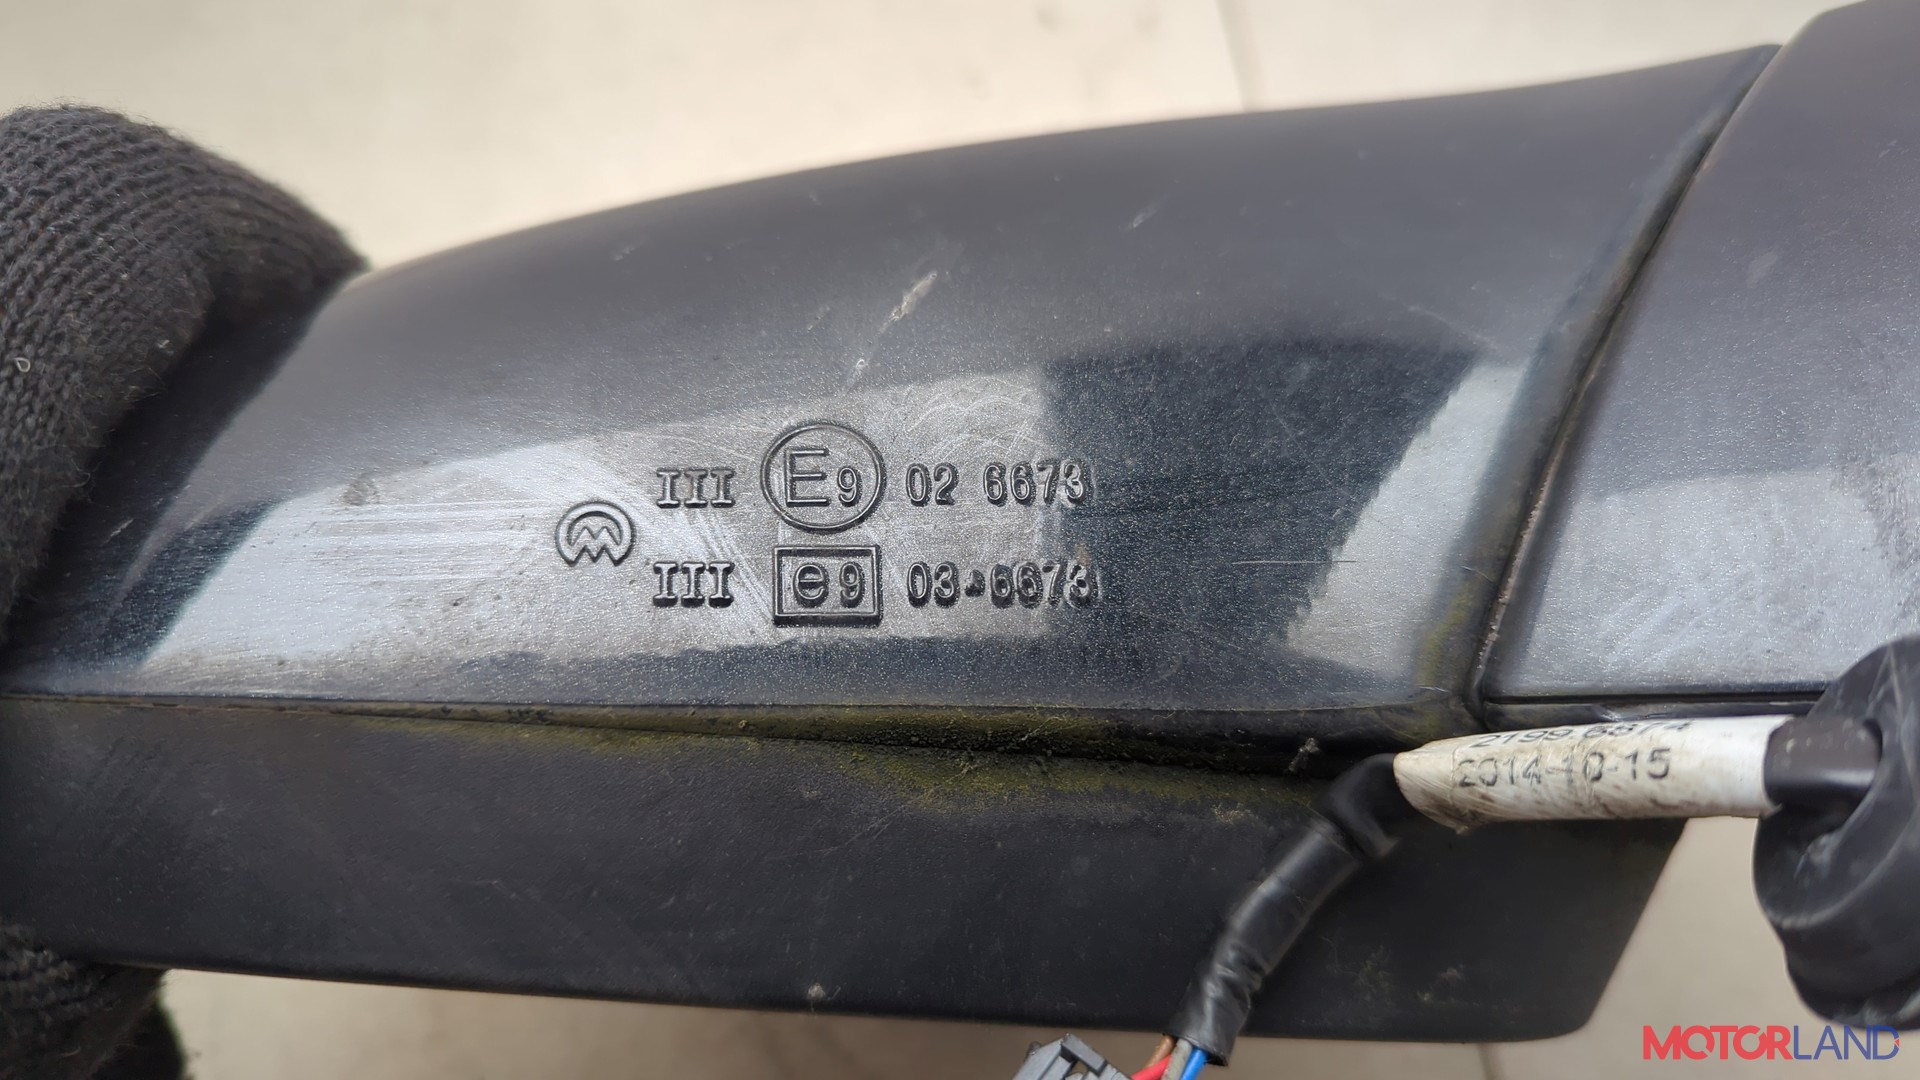 III E9 02 6673
III e9 03-6673
2014-10-15
MOTORLAND